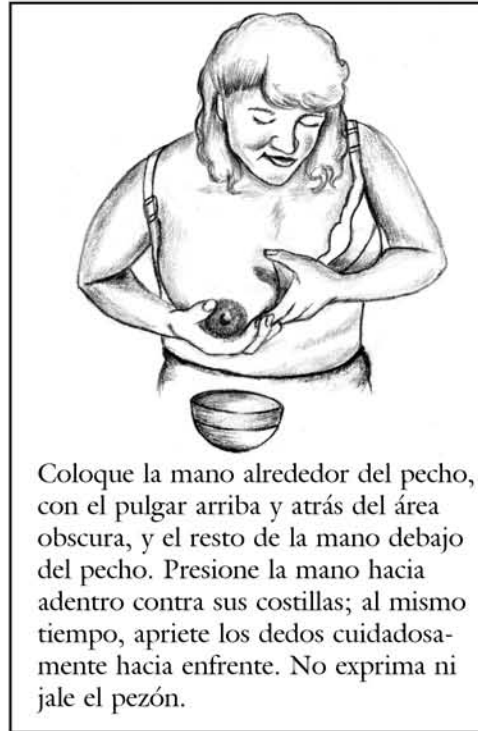 Coloque la mano alrededor del pecho,
con el pulgar arriba y atrás del área
obscura, y el resto de la mano debajo
del pecho. Presione la mano hacia
adentro contra sus costillas; al mismo
tiempo, apriete los dedos cuidadosa-
mente hacia enfrente. No exprima ni
jale el pezón.